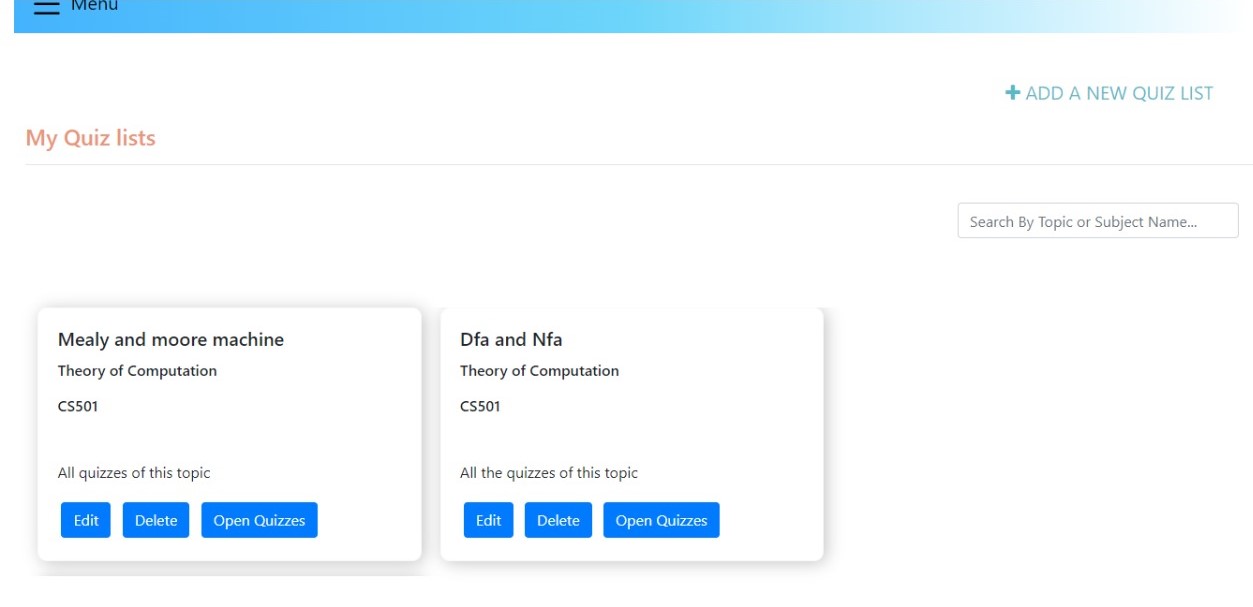 Menu
+ ADD A NEW QUIZ LIST
My Quiz lists
Search By Topic or Subject Name...
Mealy and moore machine
Theory of Computation
CS501
All quizzes of this topic
Edit Delete Open Quizzes
Dfa and Nfa
Theory of Computation
CS501
All the quizzes of this topic
Edit Delete Open Quizzes